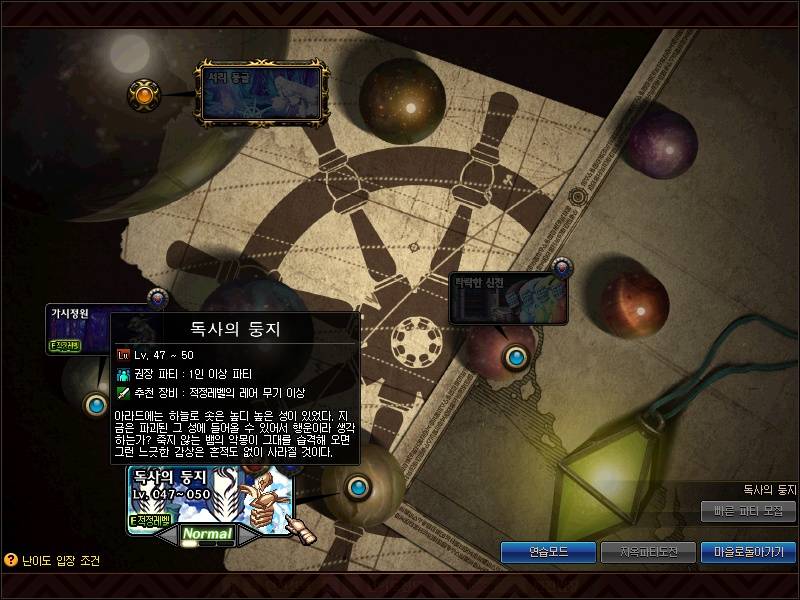 서리 동굴
타락한 신전
가시정원
E적정레벨
독사의 둥지
Lv. 47 ~ 50
권장 파티 : 1인 이상 파티
추천 장비 : 적정레벨의 레어 무기 이상
아라드에는 하늘로 솟은 높디 높은 성이 있었다. 지
금은 파괴된 그 성에 들어올 수 있어서 행운이라 생각
하는가? 죽지 않는 뱀의 악몽이 그대를 습격해 오면
그런 느긋한 감상은 흔적도 없이 사라질 것이다.
독사의 둥지
Lv. 047~050
E적정레벨
Normal
독사의 둥지
빠른 파티 모집
연습모드
지옥파티도전
마을로돌아가기
? 난이도 입장 조건